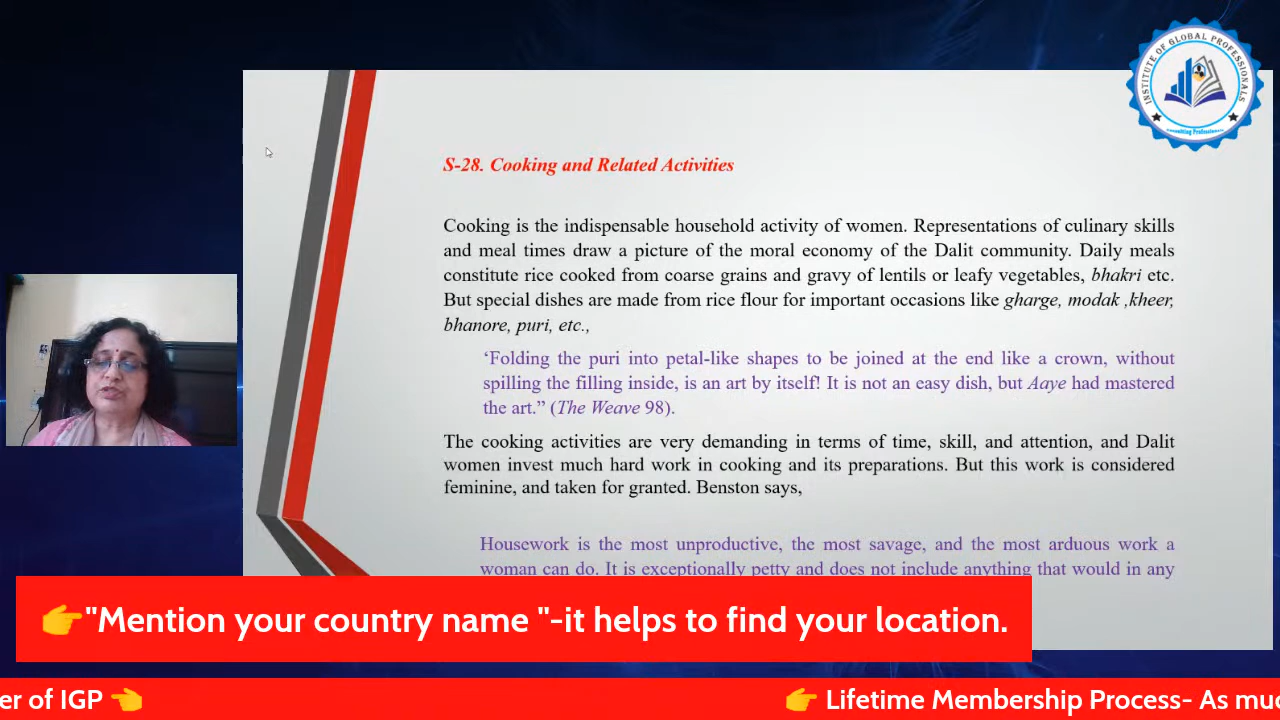 INSTITUTE OF GLOBAL PROFESSIONALS
Connecting Professionals
S-28. Cooking and Related Activities
Cooking is the indispensable household activity of women. Representations of culinary skills
and meal times draw a picture of the moral economy of the Dalit community. Daily meals
constitute rice cooked from coarse grains and gravy of lentils or leafy vegetables, bhakri etc.
But special dishes are made from rice flour for important occasions like gharge, modak ,kheer,
bhanore, puri, etc.,
‘Folding the puri into petal-like shapes to be joined at the end like a crown, without
spilling the filling inside, is an art by itself! It is not an easy dish, but Aaye had mastered
the art.” (The Weave 98).
The cooking activities are very demanding in terms of time, skill, and attention, and Dalit
women invest much hard work in cooking and its preparations. But this work is considered
feminine, and taken for granted. Benston says,
Housework is the most unproductive, the most savage, and the most arduous work a
woman can do. It is exceptionally petty and does not include anything that would in any
👉"Mention your country name "-it helps to find your location.
er of IGP 👈 👉 Lifetime Membership Process- As muc